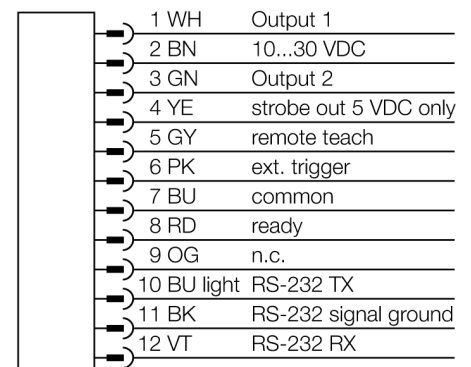 1 WH Output 1
2 BN 10...30 VDC
3 GN Output 2
4 YE strobe out 5 VDC only
5 GY remote teach
6 PK ext. trigger
7 BU common
8 RD ready
9 OG n.c.
10 BU light RS-232 TX
11 BK RS-232 signal ground
12 VT RS-232 RX